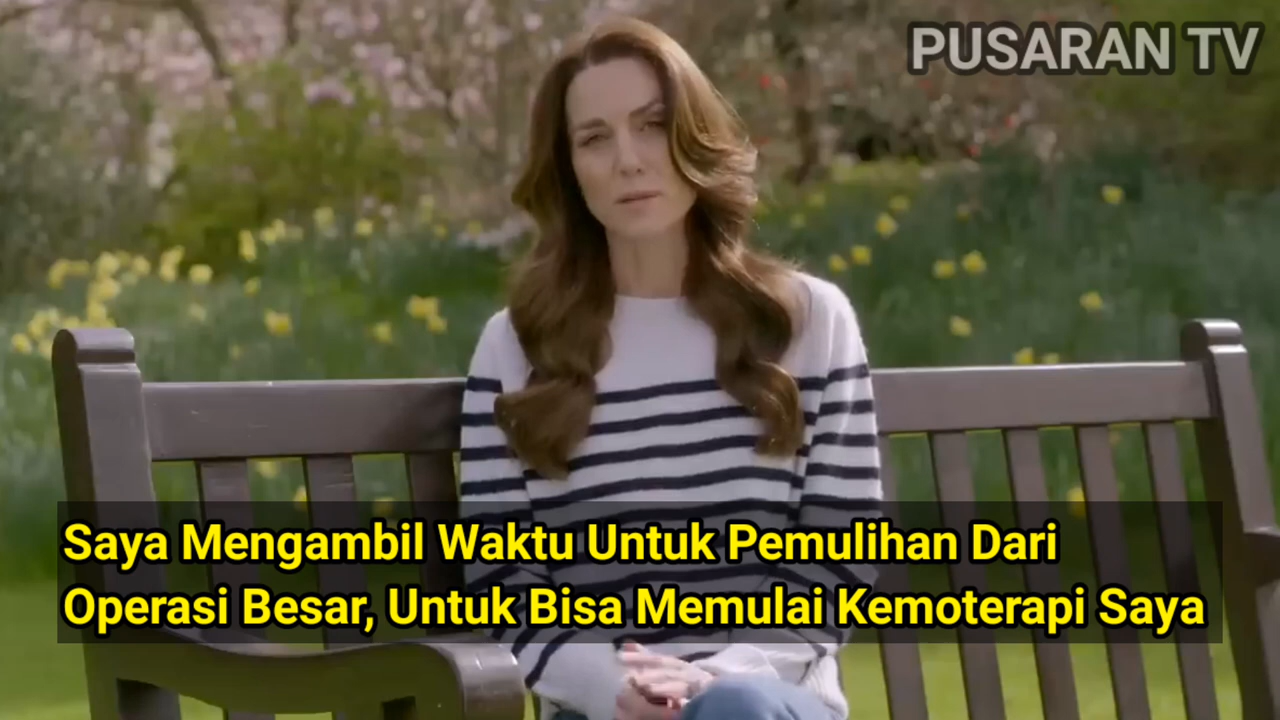 PUSARAN TV
Saya Mengambil Waktu Untuk Pemulihan Dari
Operasi Besar, Untuk Bisa Memulai Kemoterapi Saya